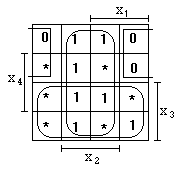 X₁
0 1 1 0
* 1 * 0
X₄
* 1 1 *
X₃
* 1 * 1
X₂